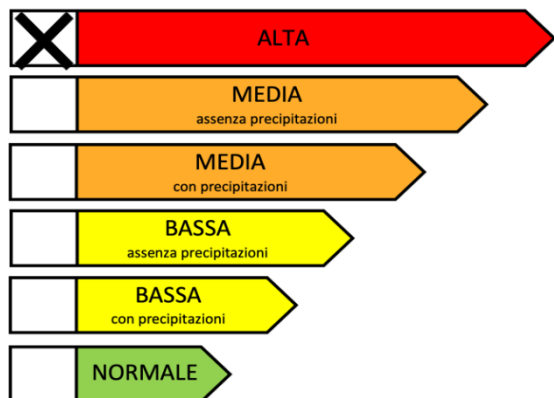 ALTA
MEDIA
assenza precipitazioni
MEDIA
con precipitazioni
BASSA
assenza precipitazioni
BASSA
con precipitazioni
NORMALE